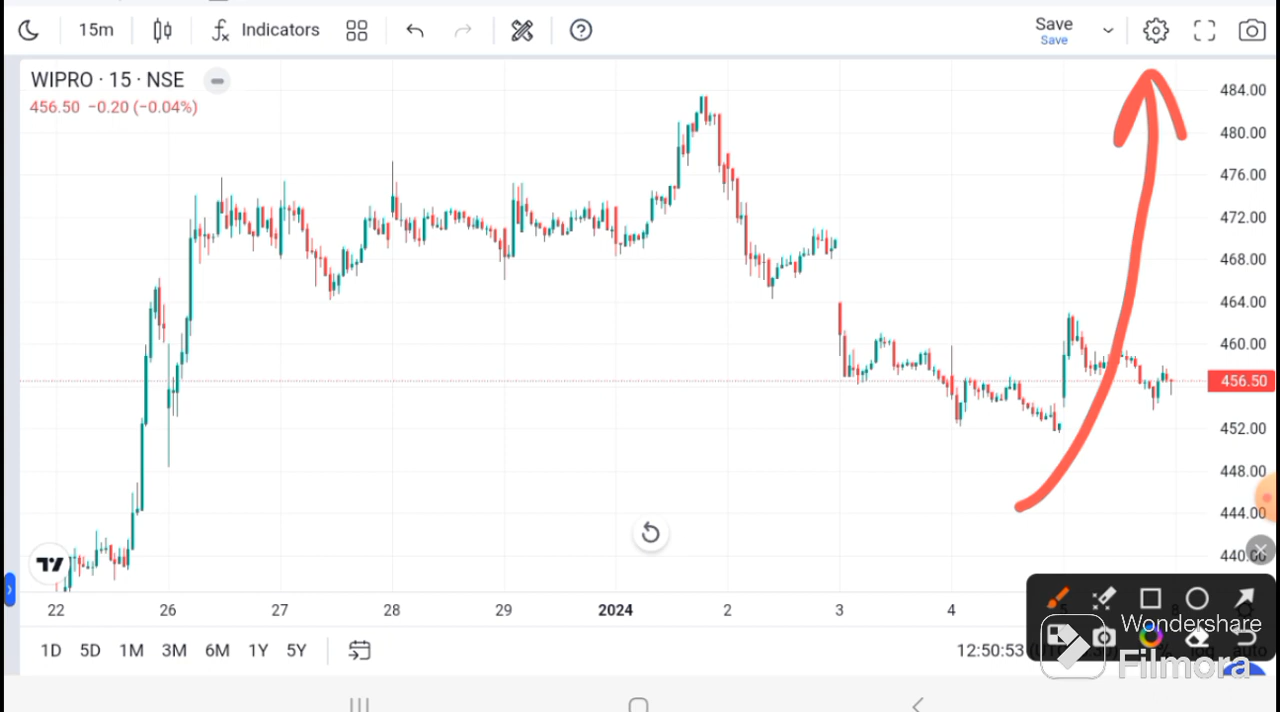 15m Indicators Save
Save
WIPRO · 15 · NSE
456.50 −0.20 (−0.04%)
484.00
480.00
476.00
472.00
468.00
464.00
460.00
456.50
452.00
448.00
444.00
440.00
22 26 27 28 29 2024 2 3 4 5 8
Wondershare
Filmora
1D 5D 1M 3M 6M 1Y 5Y 12:50:53 auto